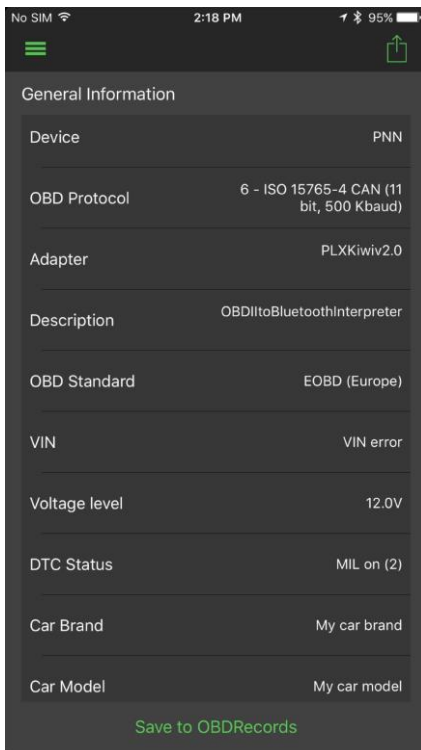 No SIM 2:18 PM 95%
General Information
Device PNN
OBD Protocol 6 - ISO 15765-4 CAN (11
bit, 500 Kbaud)
Adapter PLXKiwiv2.0
Description OBDIItoBluetoothInterpreter
OBD Standard EOBD (Europe)
VIN VIN error
Voltage level 12.0V
DTC Status MIL on (2)
Car Brand My car brand
Car Model My car model
Save to OBDRecords